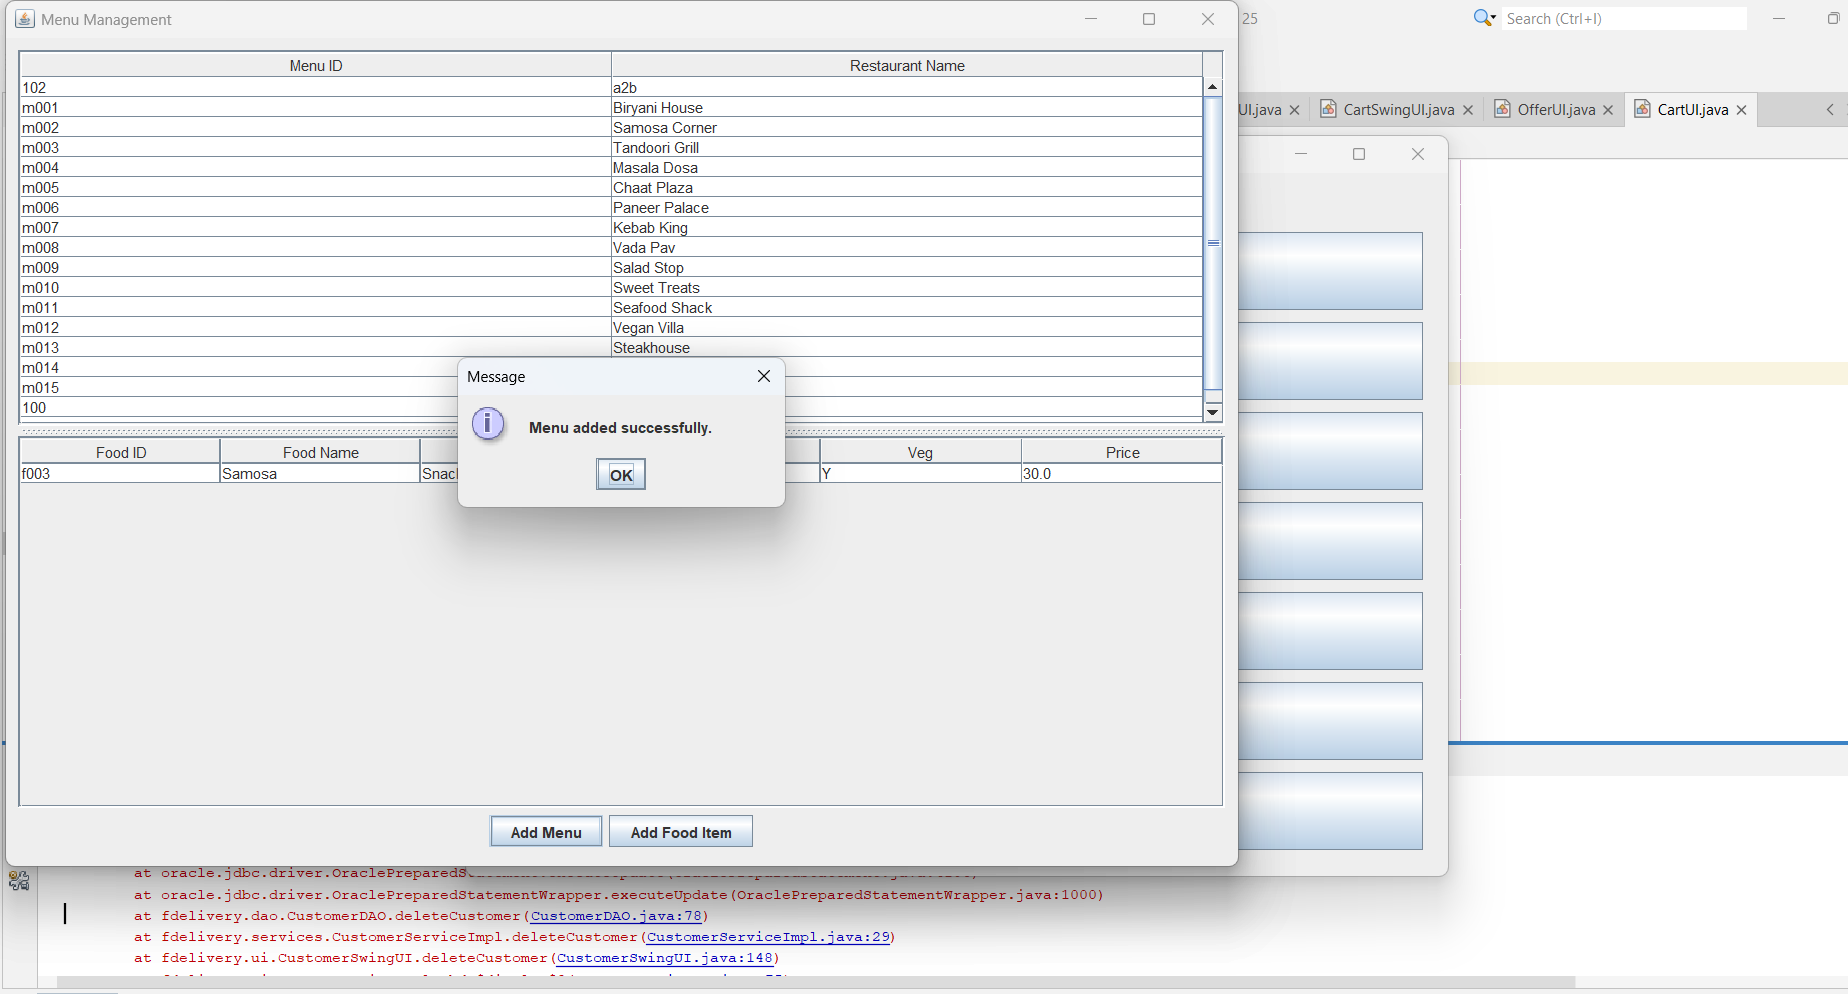 Menu Management
25
Search (Ctrl+I)
Menu ID Restaurant Name
102 a2b
m001 Biryani House
m002 Samosa Corner
m003 Tandoori Grill
m004 Masala Dosa
m005 Chaat Plaza
m006 Paneer Palace
m007 Kebab King
m008 Vada Pav
m009 Salad Stop
m010 Sweet Treats
m011 Seafood Shack
m012 Vegan Villa
m013 Steakhouse
m014
m015
100
UI.java CartSwingUI.java OfferUI.java CartUI.java
Message
Menu added successfully.
OK
Food ID Food Name Veg Price
f003 Samosa Snac Y 30.0
Add Menu Add Food Item
at oracle.jdbc.driver.OraclePreparedS
at oracle.jdbc.driver.OraclePreparedStatementWrapper.executeUpdate(OraclePreparedStatementWrapper.java:1000)
at fdelivery.dao.CustomerDAO.deleteCustomer(CustomerDAO.java:78)
at fdelivery.services.CustomerServiceImpl.deleteCustomer(CustomerServiceImpl.java:29)
at fdelivery.ui.CustomerSwingUI.deleteCustomer(CustomerSwingUI.java:148)